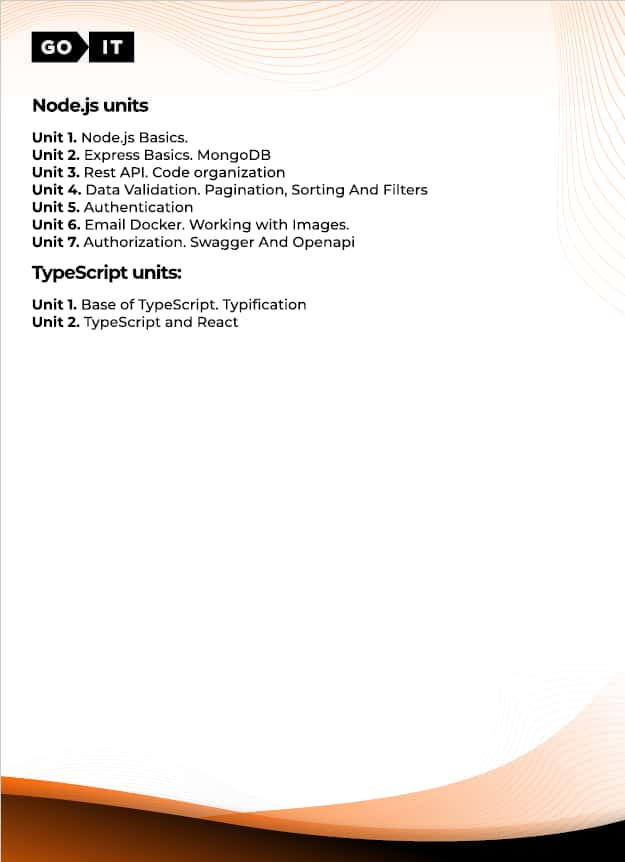 GO IT
Node.js units
Unit 1. Node.js Basics.
Unit 2. Express Basics. MongoDB
Unit 3. Rest API. Code organization
Unit 4. Data Validation. Pagination, Sorting And Filters
Unit 5. Authentication
Unit 6. Email Docker. Working with Images.
Unit 7. Authorization. Swagger And Openapi
TypeScript units:
Unit 1. Base of TypeScript. Typification
Unit 2. TypeScript and React